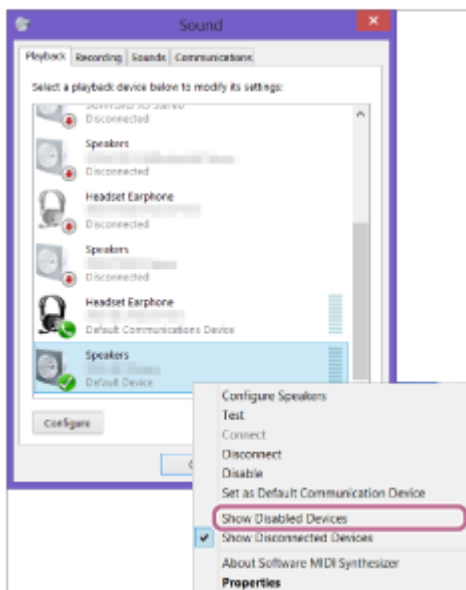 Sound
Playback Recording Sounds Communications
Select a playback device below to modify its settings:
Stereo
Disconnected
Speakers
Disconnected
Headset Earphone
Disconnected
Speakers
Disconnected
Headset Earphone
Default Communications Device
Speakers
Default Device
Configure
Configure Speakers
Test
Connect
Disconnect
Disable
Set as Default Communication Device
Show Disabled Devices
Show Disconnected Devices
About Software MIDI Synthesizer
Properties